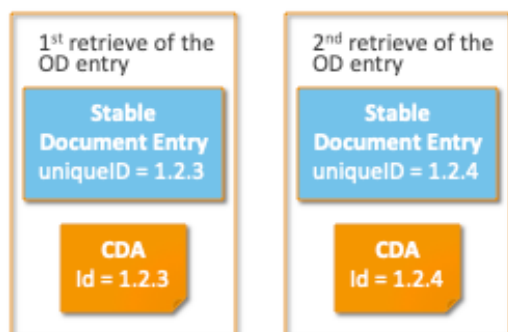 1st retrieve of the
OD entry
Stable
Document Entry
uniqueID = 1.2.3
CDA
Id = 1.2.3
2nd retrieve of the
OD entry
Stable
Document Entry
uniqueID = 1.2.4
CDA
Id = 1.2.4